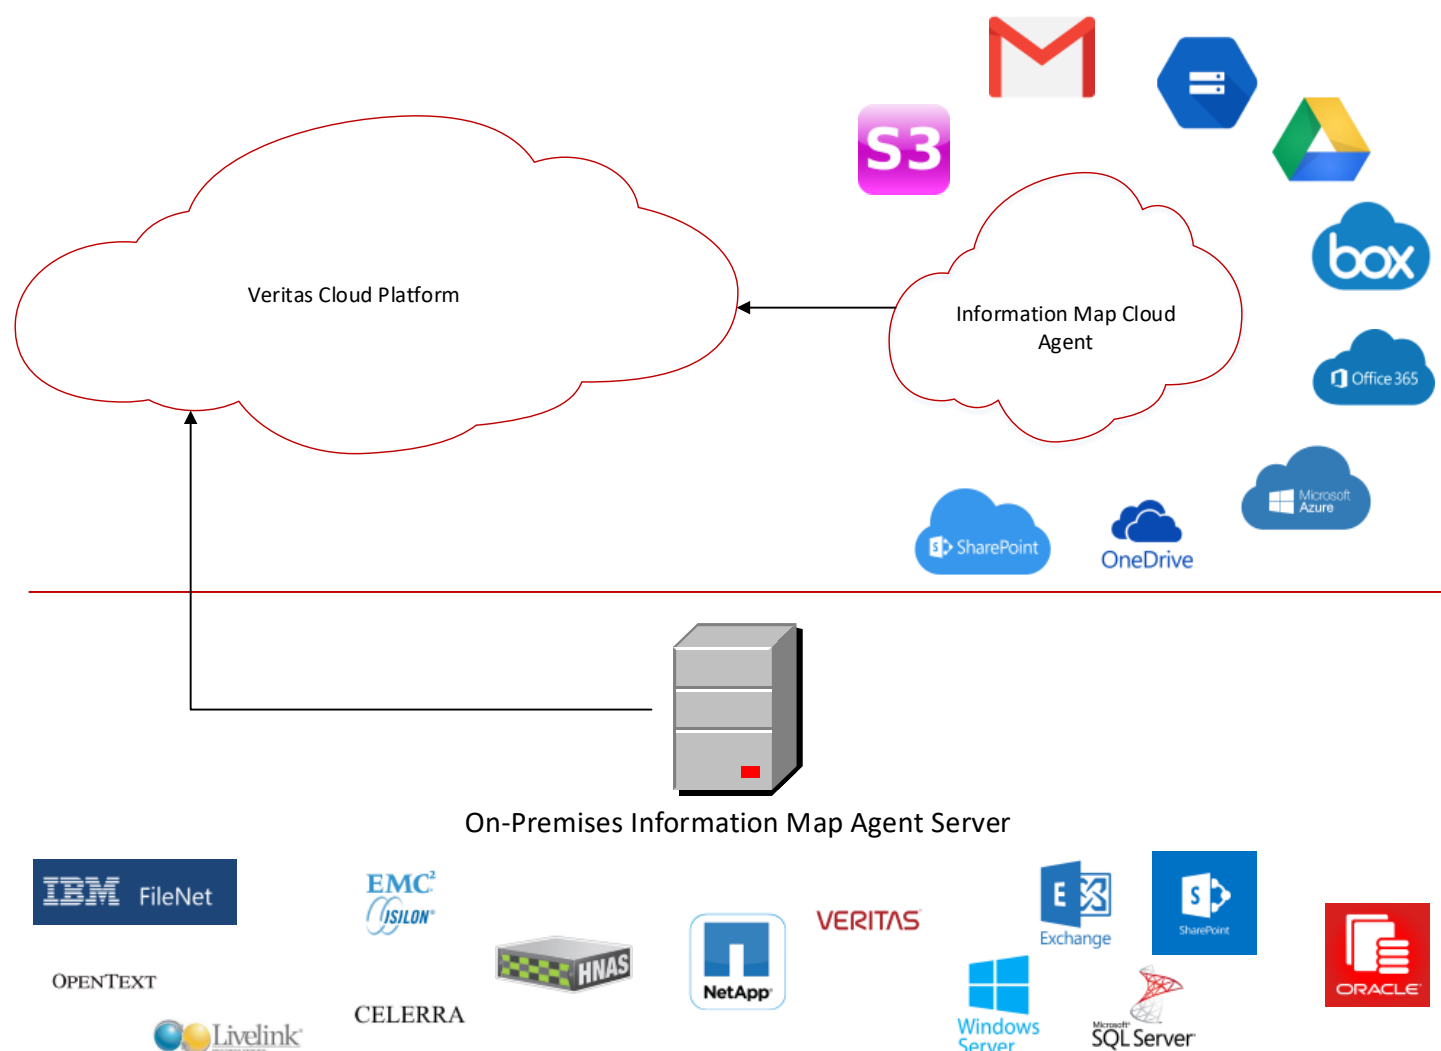 S3
box
Veritas Cloud Platform
Information Map Cloud
Agent
Office 365
Microsoft
Azure
SharePoint
OneDrive
On-Premises Information Map Agent Server
IBM FileNet
EMC²
ISILON®
HNAS
NetApp®
VERITAS
E
Exchange
S
SharePoint
ORACLE®
OPENTEXT
CELERRA
Livelink®
Windows
Server
Microsoft®
SQL Server®